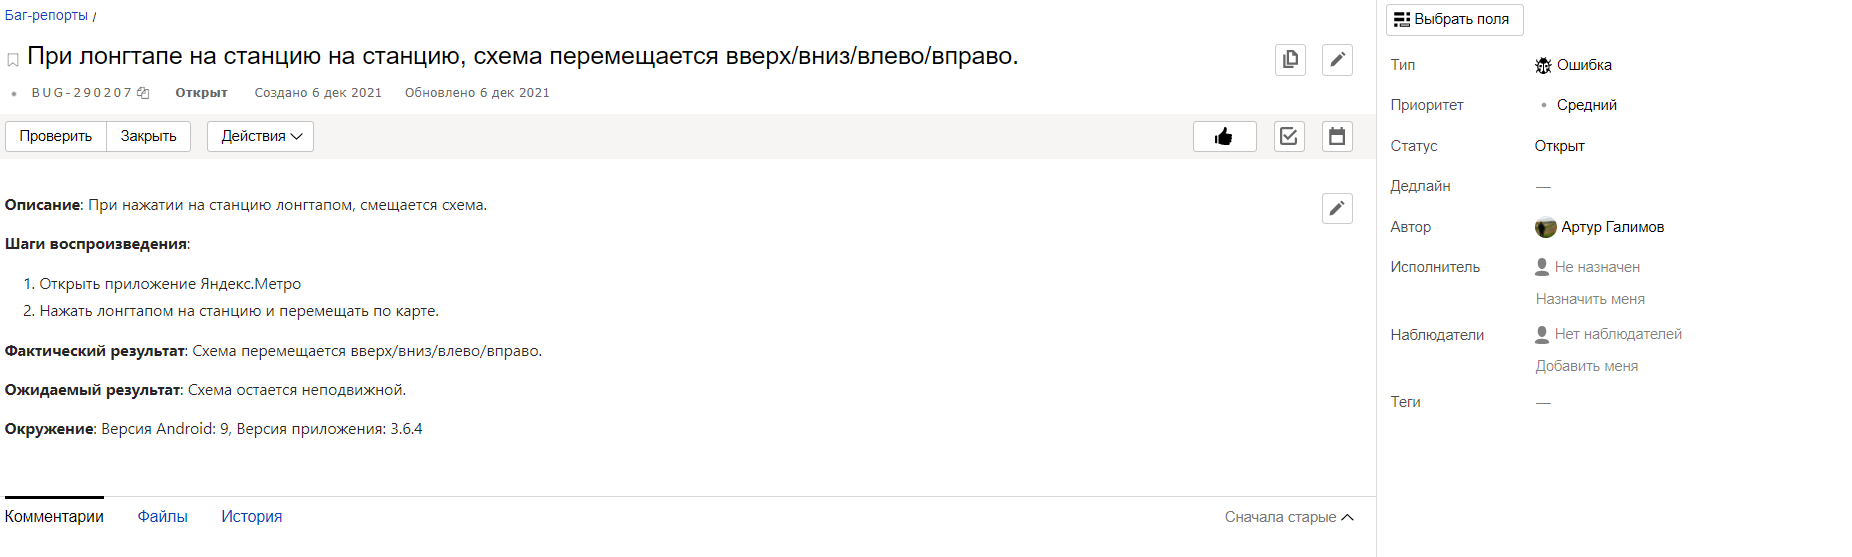 Баг-репорты /
При лонгтапе на станцию на станцию, схема перемещается вверх/вниз/влево/вправо.
BUG-290207 Открыт Создано 6 дек 2021 Обновлено 6 дек 2021
Проверить Закрыть Действия
Описание: При нажатии на станцию лонгтапом, смещается схема.
Шаги воспроизведения:
1. Открыть приложение Яндекс.Метро
2. Нажать лонгтапом на станцию и перемещать по карте.
Фактический результат: Схема перемещается вверх/вниз/влево/вправо.
Ожидаемый результат: Схема остается неподвижной.
Окружение: Версия Android: 9, Версия приложения: 3.6.4
Комментарии Файлы История Сначала старые
Выбрать поля
Тип Ошибка
Приоритет Средний
Статус Открыт
Дедлайн —
Автор Артур Галимов
Исполнитель Не назначен
Назначить меня
Наблюдатели Нет наблюдателей
Добавить меня
Теги —